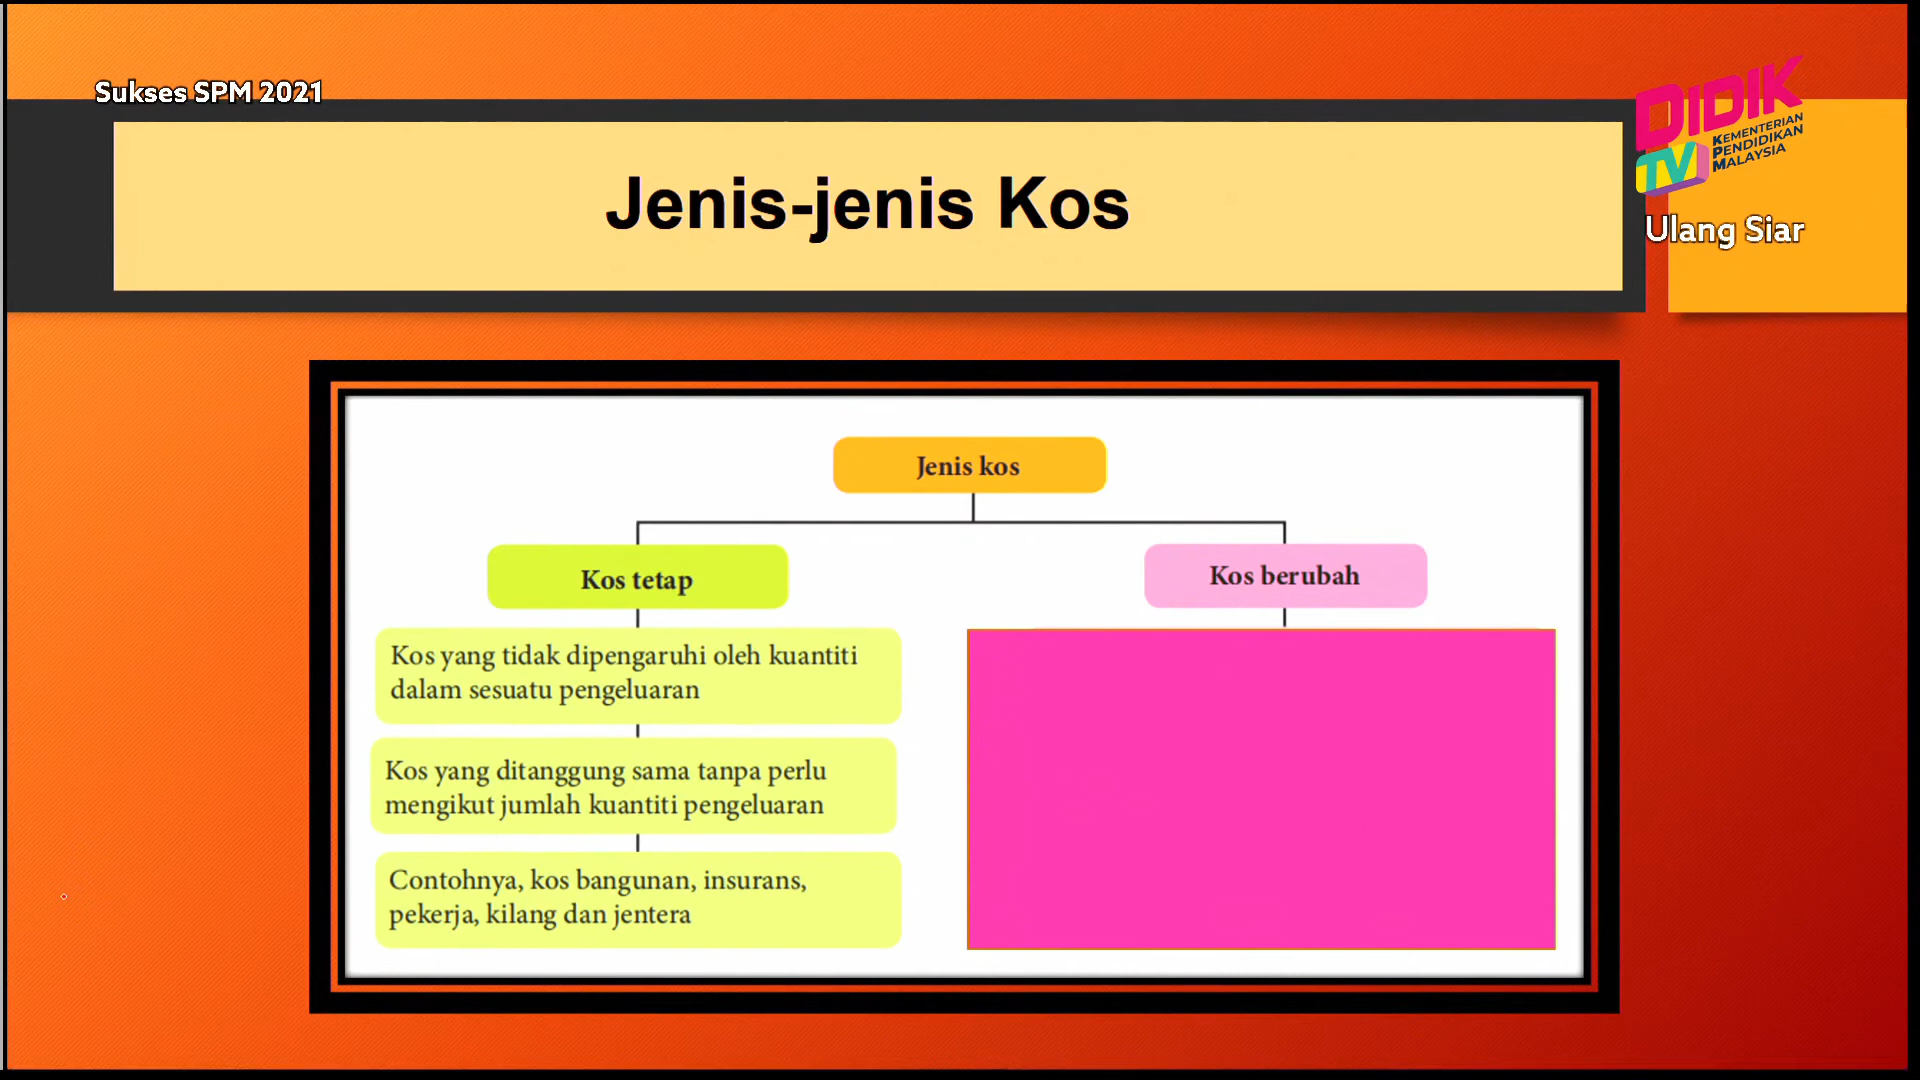 Sukses SPM 2021
DIDIK
TV
KEMENTERIAN
PENDIDIKAN
MALAYSIA
Ulang Siar
Jenis-jenis Kos
Jenis kos
Kos tetap
Kos yang tidak dipengaruhi oleh kuantiti
dalam sesuatu pengeluaran
Kos yang ditanggung sama tanpa perlu
mengikut jumlah kuantiti pengeluaran
Contohnya, kos bangunan, insurans,
pekerja, kilang dan jentera
Kos berubah